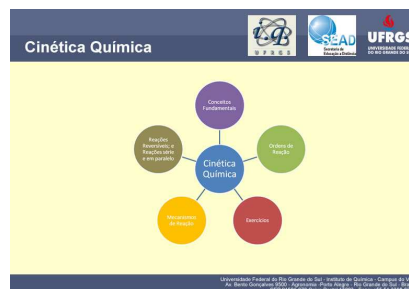 Cinética Química
UFRGS
SEAD
Secretaria de
Educação a Distância
UFRGS
UNIVERSIDADE FEDERAL
DO RIO GRANDE DO SUL
Conceitos
Fundamentais
Reações
Reversíveis; e
Reações série
e em paralelo
Ordens de
Reação
Cinética
Química
Mecanismos
de Reação
Exercícios
Universidade Federal do Rio Grande do Sul - Instituto de Química - Campus do V
Av. Bento Gonçalves 9500 - Agronomia - Porto Alegre - Rio Grande do Sul - Bra